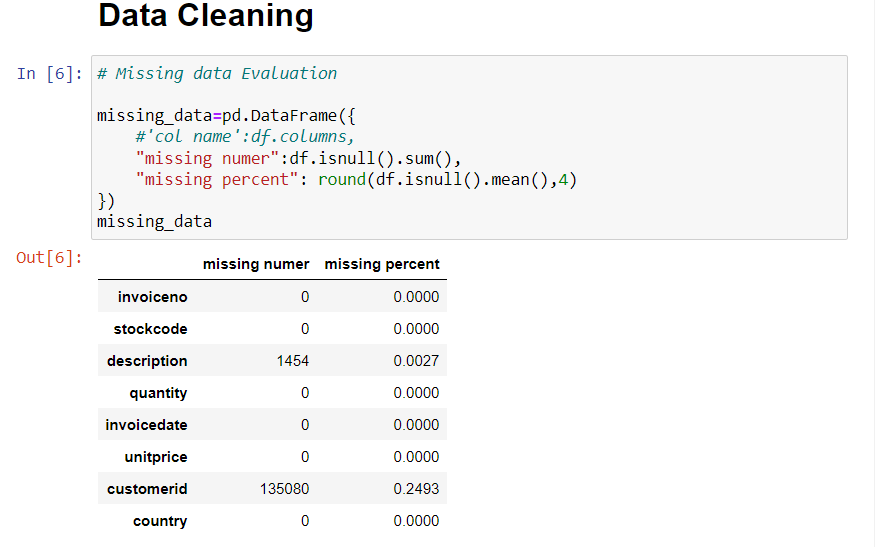 Data Cleaning
In [6]: # Missing data Evaluation
missing_data=pd.DataFrame({
    #'col name':df.columns,
    "missing numer":df.isnull().sum(),
    "missing percent": round(df.isnull().mean(),4)
})
missing_data
Out[6]:
missing numer missing percent
invoiceno 0 0.0000
stockcode 0 0.0000
description 1454 0.0027
quantity 0 0.0000
invoicedate 0 0.0000
unitprice 0 0.0000
customerid 135080 0.2493
country 0 0.0000